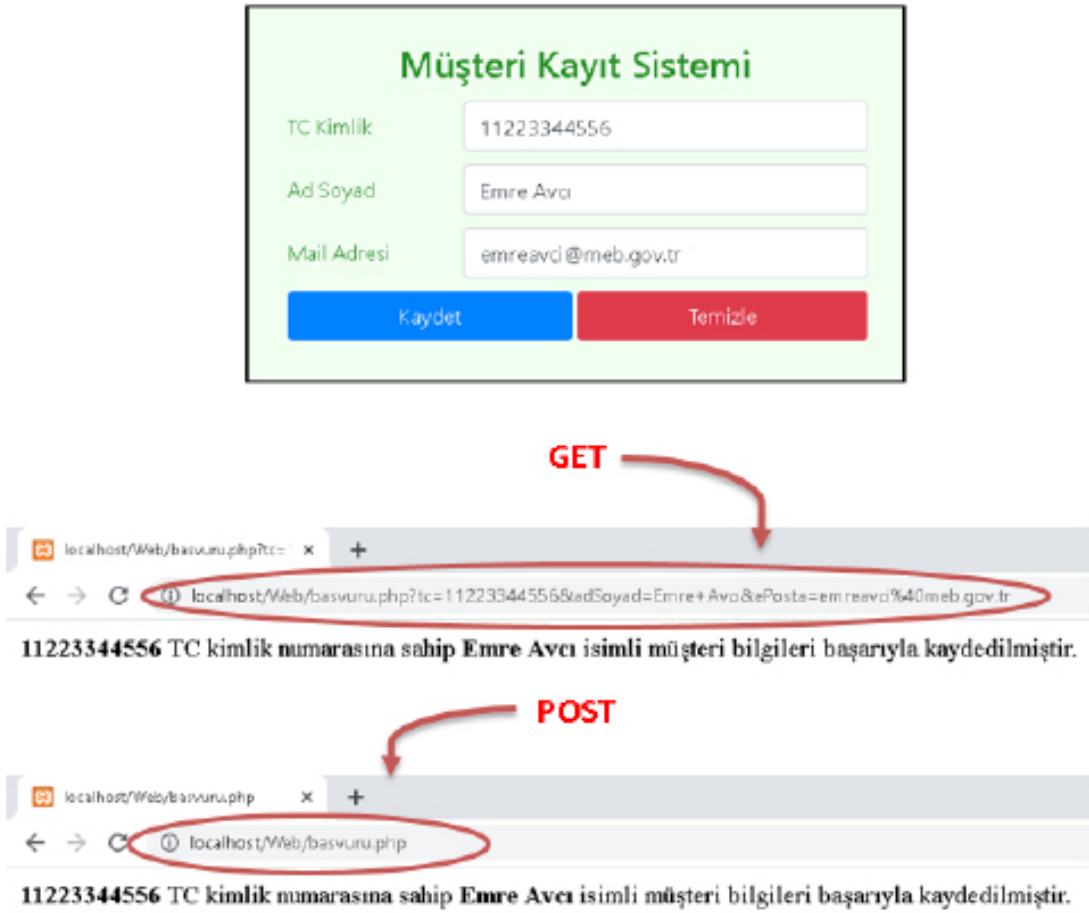 Müşteri Kayıt Sistemi
TC Kimlik 11223344556
Ad Soyad Emre Avcı
Mail Adresi emreavci@meb.gov.tr
Kaydet Temizle
GET
localhost/Web/basvuru.php?tc=
localhost/Web/basvuru.php?tc=11223344556&adSoyad=Emre+Avcı&ePosta=emreavci%40meb.gov.tr
11223344556 TC kimlik numarasına sahip Emre Avcı isimli müşteri bilgileri başarıyla kaydedilmiştir.
POST
localhost/Web/basvuru.php
localhost/Web/basvuru.php
11223344556 TC kimlik numarasına sahip Emre Avcı isimli müşteri bilgileri başarıyla kaydedilmiştir.